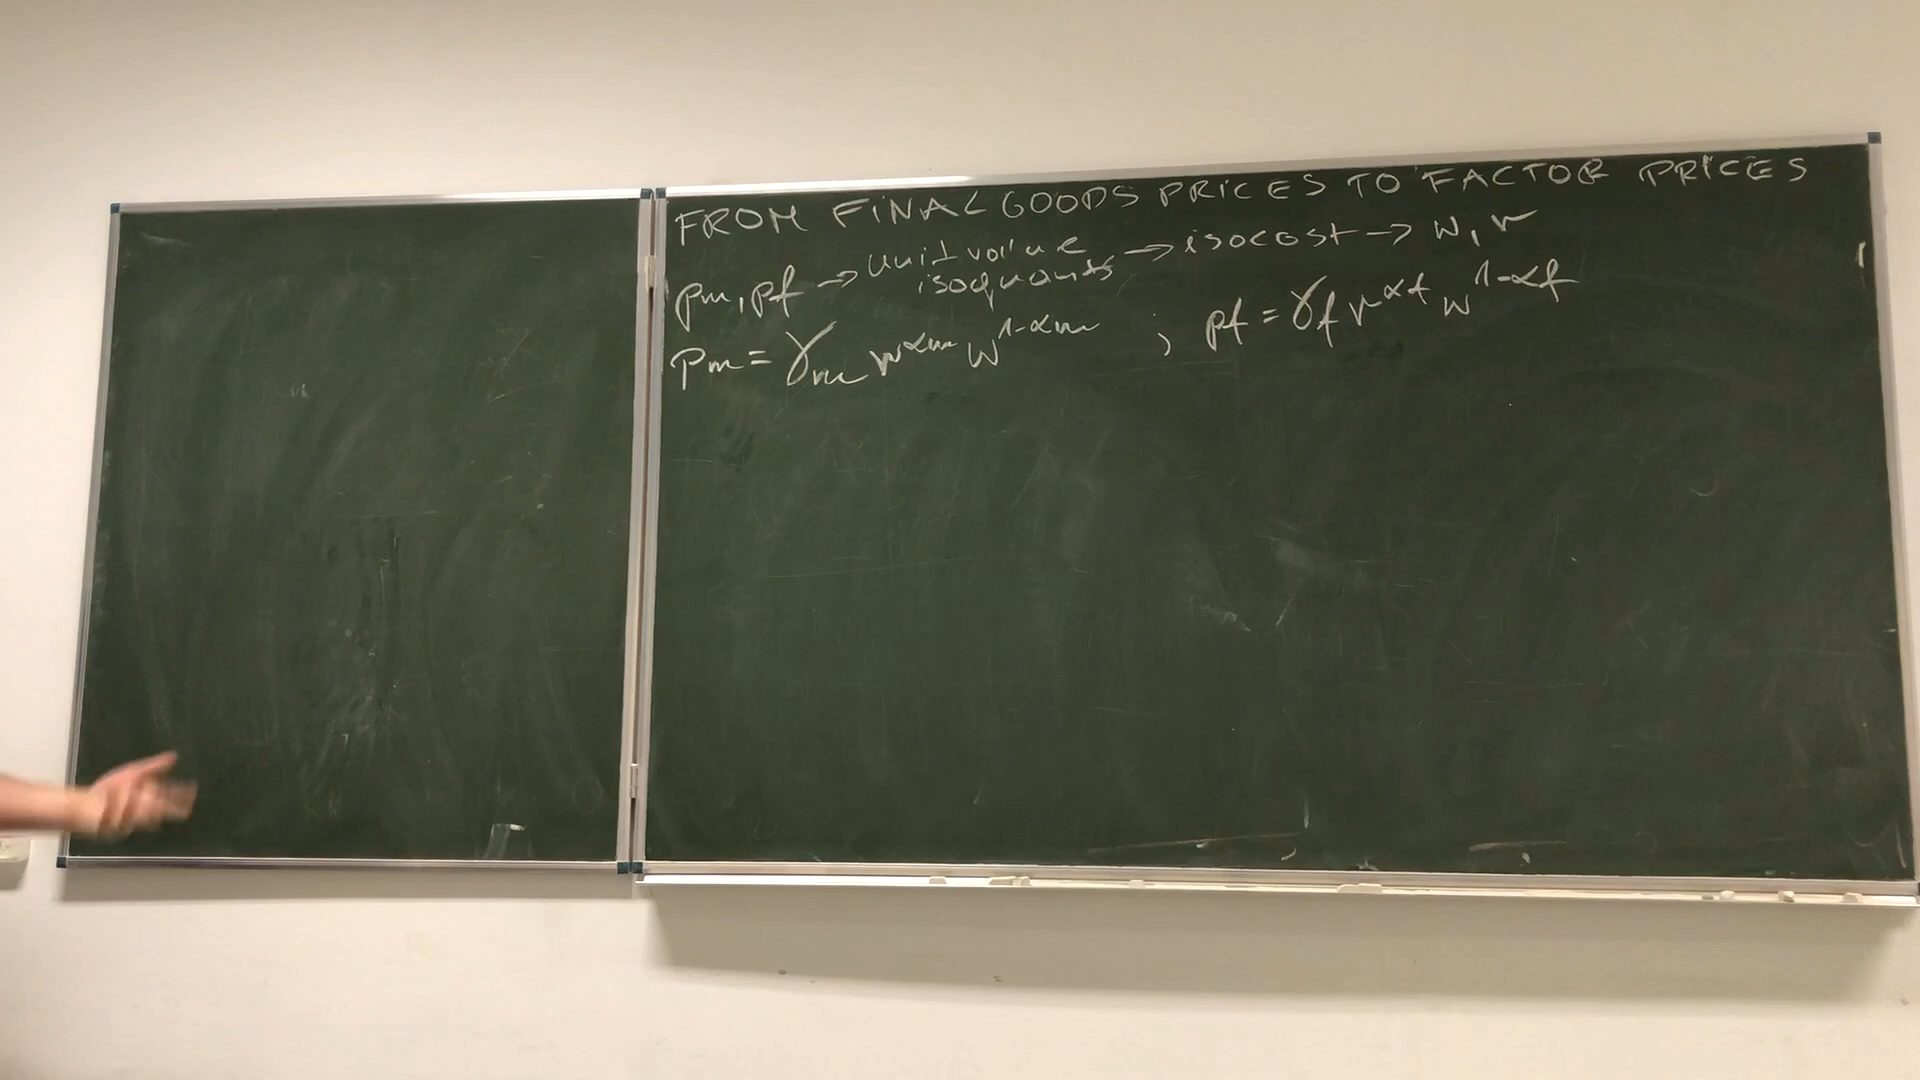 FROM FINAL GOODS PRICES TO FACTOR PRICES
pm, pf → unit value isoquants → isocost → w, r
pm = γm r^αm w^1-αm ; pf = γf r^αf w^1-αf